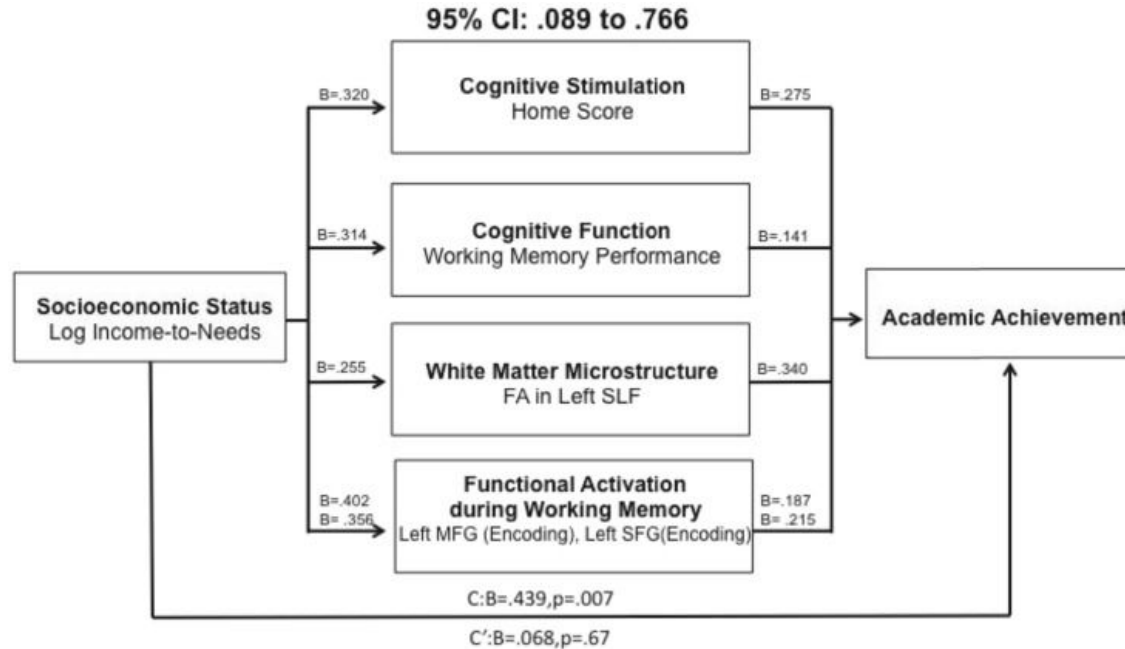 95% CI: .089 to .766
B=.320
Cognitive Stimulation
Home Score
B=.275
B=.314
Cognitive Function
Working Memory Performance
B=.141
Socioeconomic Status
Log Income-to-Needs
Academic Achievement
B=.255
White Matter Microstructure
FA in Left SLF
B=.340
B=.402
B= .356
Functional Activation
during Working Memory
Left MFG (Encoding), Left SFG(Encoding)
B=.187
B= .215
C:B=.439,p=.007
C′:B=.068,p=.67